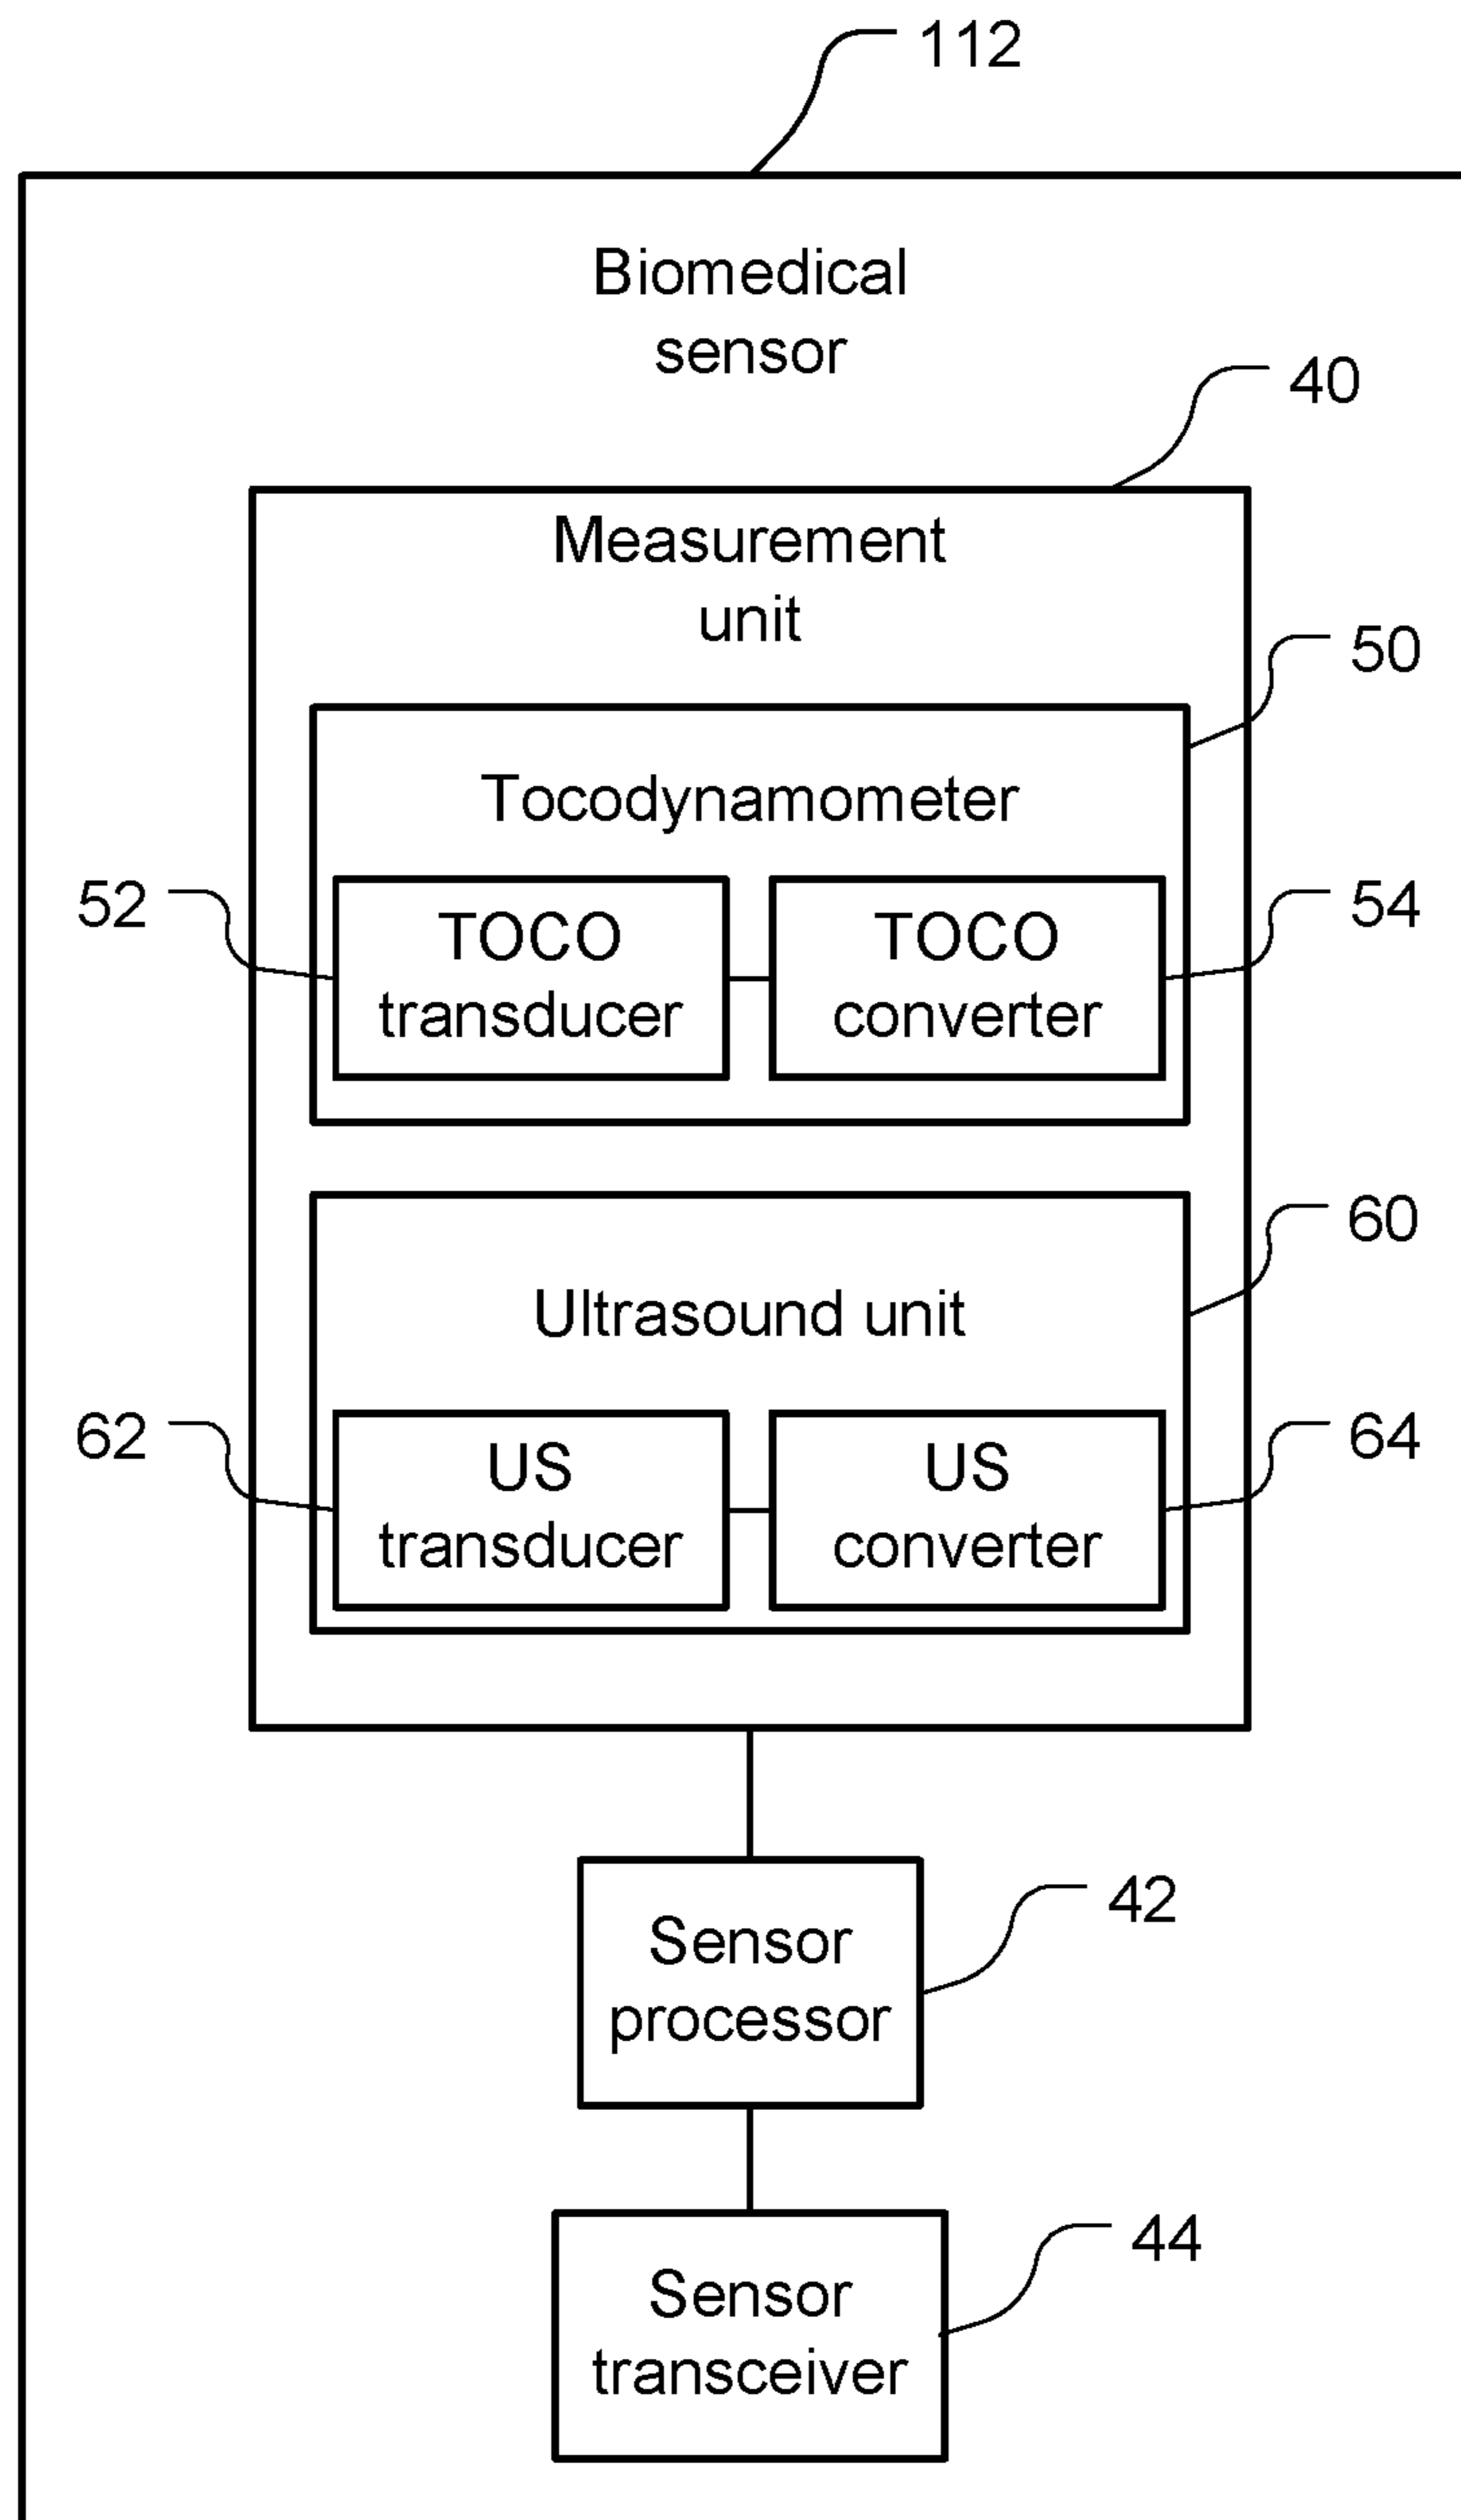 112
Biomedical
sensor
40
Measurement
unit
50
Tocodynamometer
52
TOCO
transducer
TOCO
converter
54
60
Ultrasound unit
62
US
transducer
US
converter
64
Sensor
processor
42
Sensor
transceiver
44